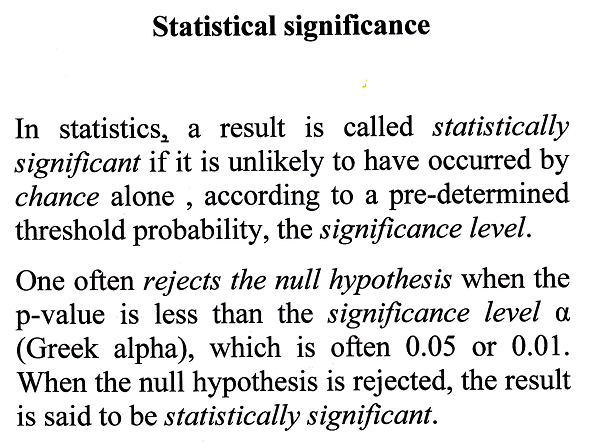 Statistical significance
In statistics, a result is called statistically
significant if it is unlikely to have occurred by
chance alone , according to a pre-determined
threshold probability, the significance level.
One often rejects the null hypothesis when the
p-value is less than the significance level α
(Greek alpha), which is often 0.05 or 0.01.
When the null hypothesis is rejected, the result
is said to be statistically significant.